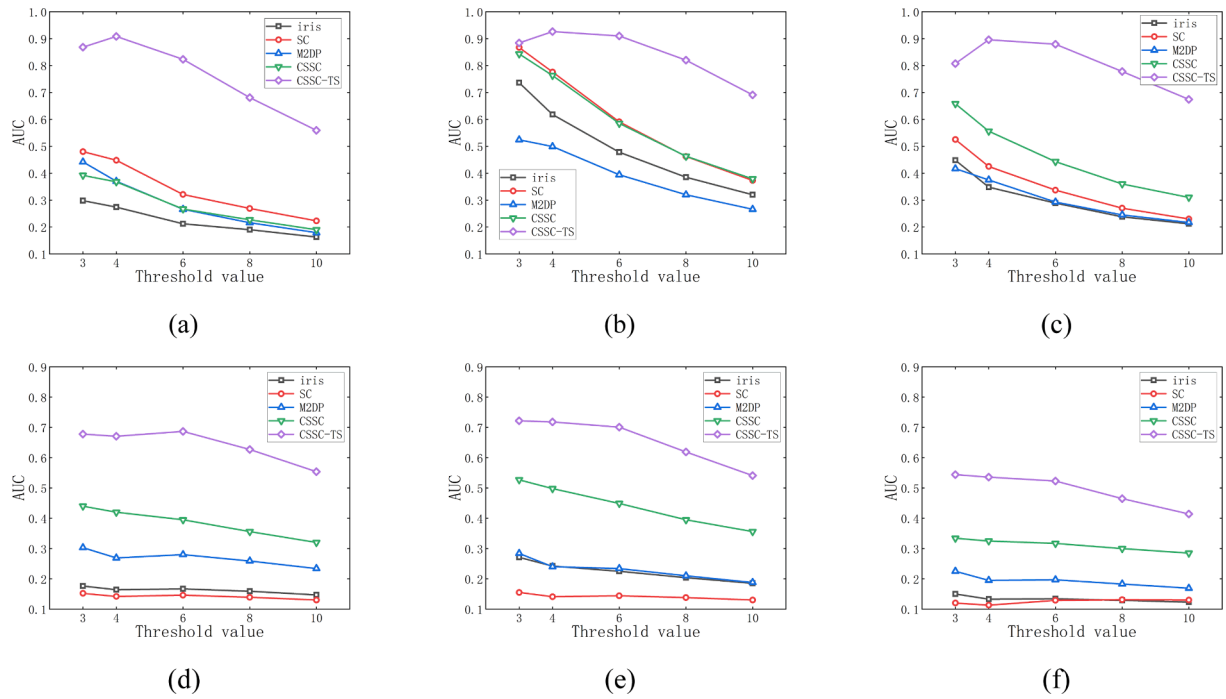 1.0
0.9
0.8
0.7
0.6
0.5
0.4
0.3
0.2
0.1
AUC
iris
SC
M2DP
CSSC
CSSC-TS
3 4 6 8 10
Threshold value
(a)
1.0
0.9
0.8
0.7
0.6
0.5
0.4
0.3
0.2
0.1
AUC
iris
SC
M2DP
CSSC
CSSC-TS
3 4 6 8 10
Threshold value
(b)
1.0
0.9
0.8
0.7
0.6
0.5
0.4
0.3
0.2
0.1
AUC
iris
SC
M2DP
CSSC
CSSC-TS
3 4 6 8 10
Threshold value
(c)
0.9
0.8
0.7
0.6
0.5
0.4
0.3
0.2
0.1
AUC
iris
SC
M2DP
CSSC
CSSC-TS
3 4 6 8 10
Threshold value
(d)
0.9
0.8
0.7
0.6
0.5
0.4
0.3
0.2
0.1
AUC
iris
SC
M2DP
CSSC
CSSC-TS
3 4 6 8 10
Threshold value
(e)
0.9
0.8
0.7
0.6
0.5
0.4
0.3
0.2
0.1
AUC
iris
SC
M2DP
CSSC
CSSC-TS
3 4 6 8 10
Threshold value
(f)